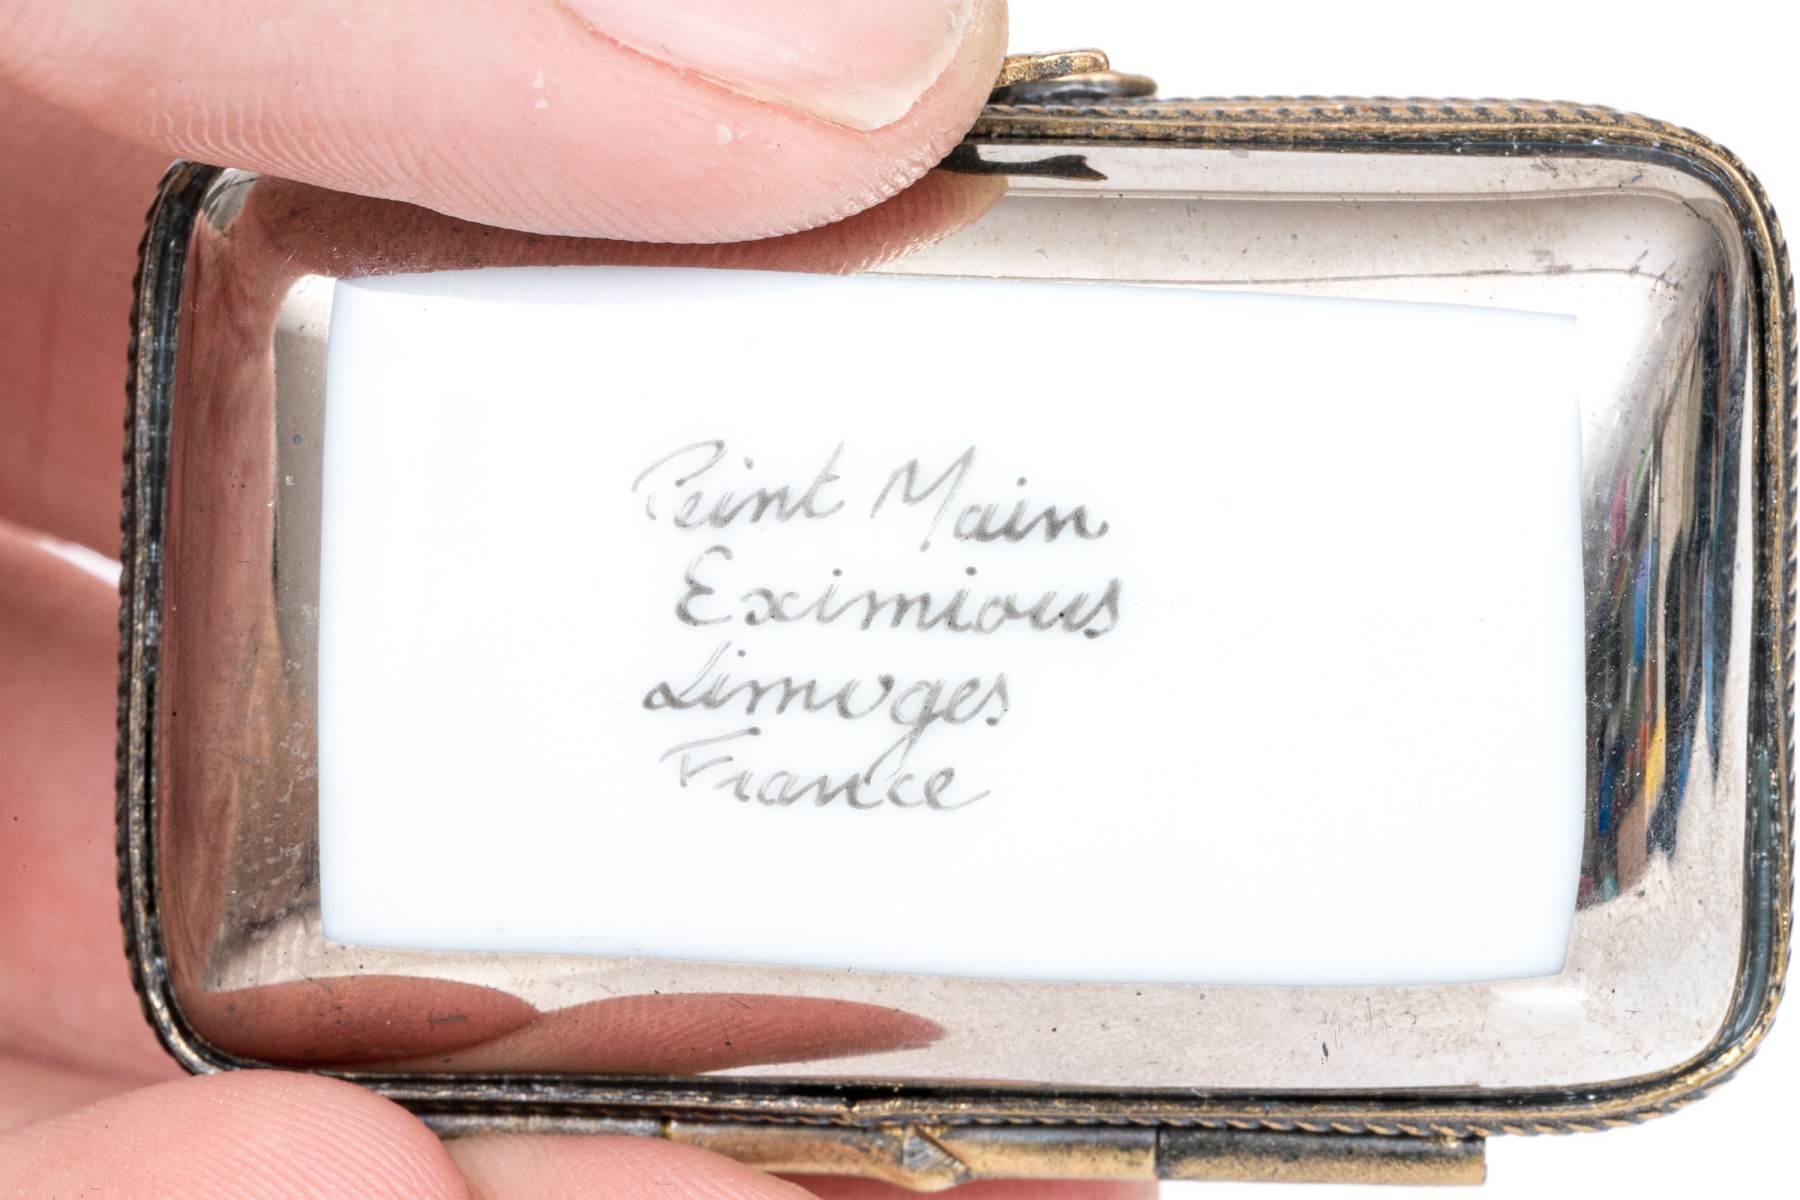 Peint Main
Eximious
Limoges
France